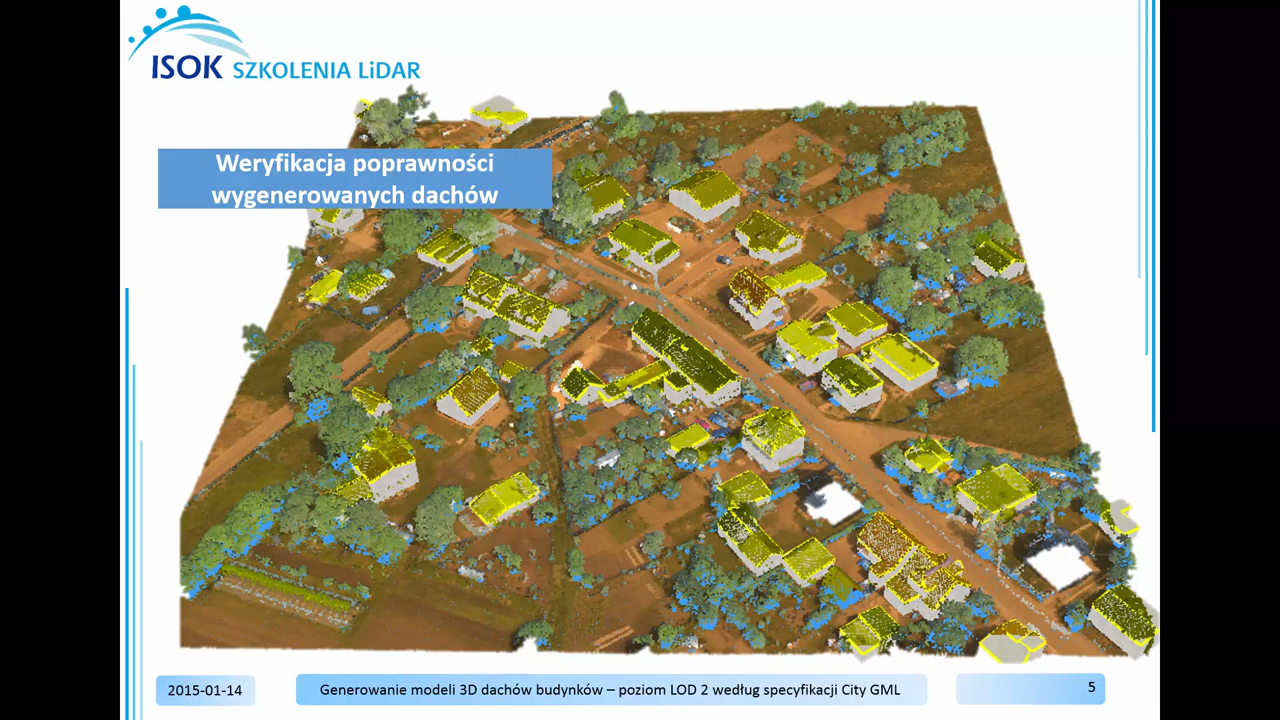 ISOK SZKOLENIA LiDAR
Weryfikacja poprawności
wygenerowanych dachów
2015-01-14
Generowanie modeli 3D dachów budynków – poziom LOD 2 według specyfikacji City GML
5